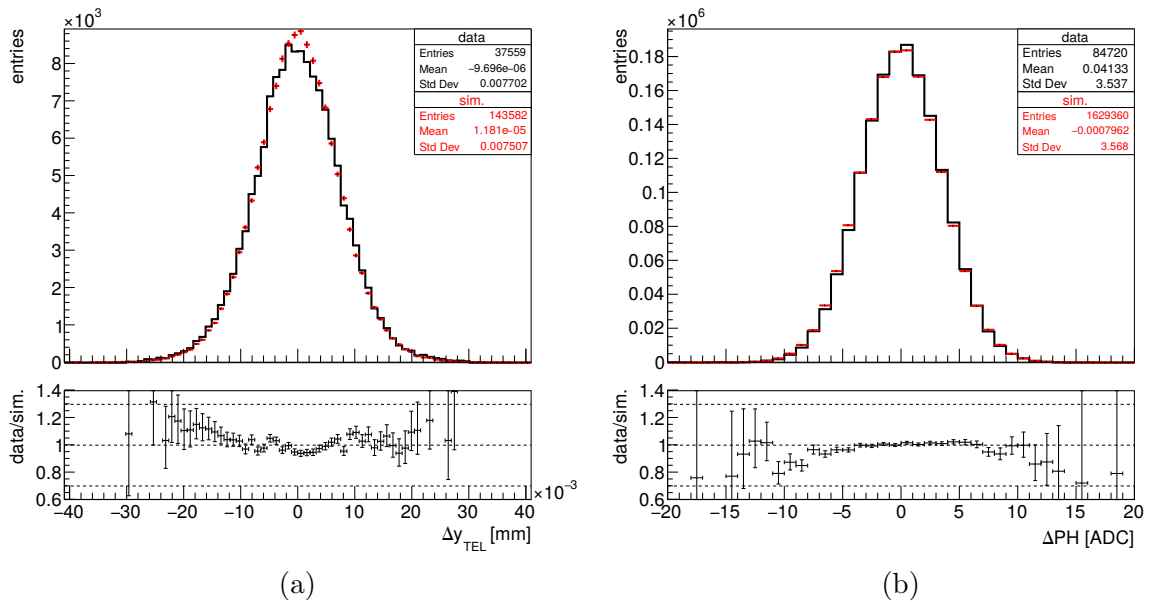 ×10³
entries
8
7
6
5
4
3
2
1
0
data
Entries 37559
Mean −9.696e-06
Std Dev 0.007702
sim.
Entries 143582
Mean 1.181e-05
Std Dev 0.007507
data/sim.
1.4
1.2
1
0.8
0.6
−40 −30 −20 −10 0 10 20 30 40
×10⁻³
Δy_TEL [mm]
(a)
×10⁶
entries
0.18
0.16
0.14
0.12
0.1
0.08
0.06
0.04
0.02
0
data
Entries 84720
Mean 0.04133
Std Dev 3.537
sim.
Entries 1629360
Mean −0.0007962
Std Dev 3.568
data/sim.
1.4
1.2
1
0.8
0.6
−20 −15 −10 −5 0 5 10 15 20
ΔPH [ADC]
(b)